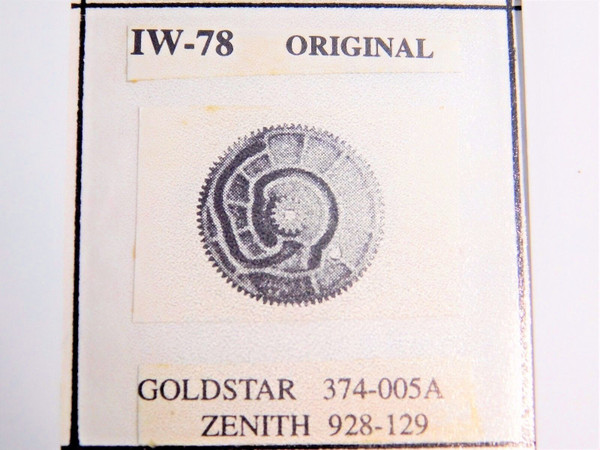 IW-78 ORIGINAL
GOLDSTAR 374-005A
ZENITH 928-129